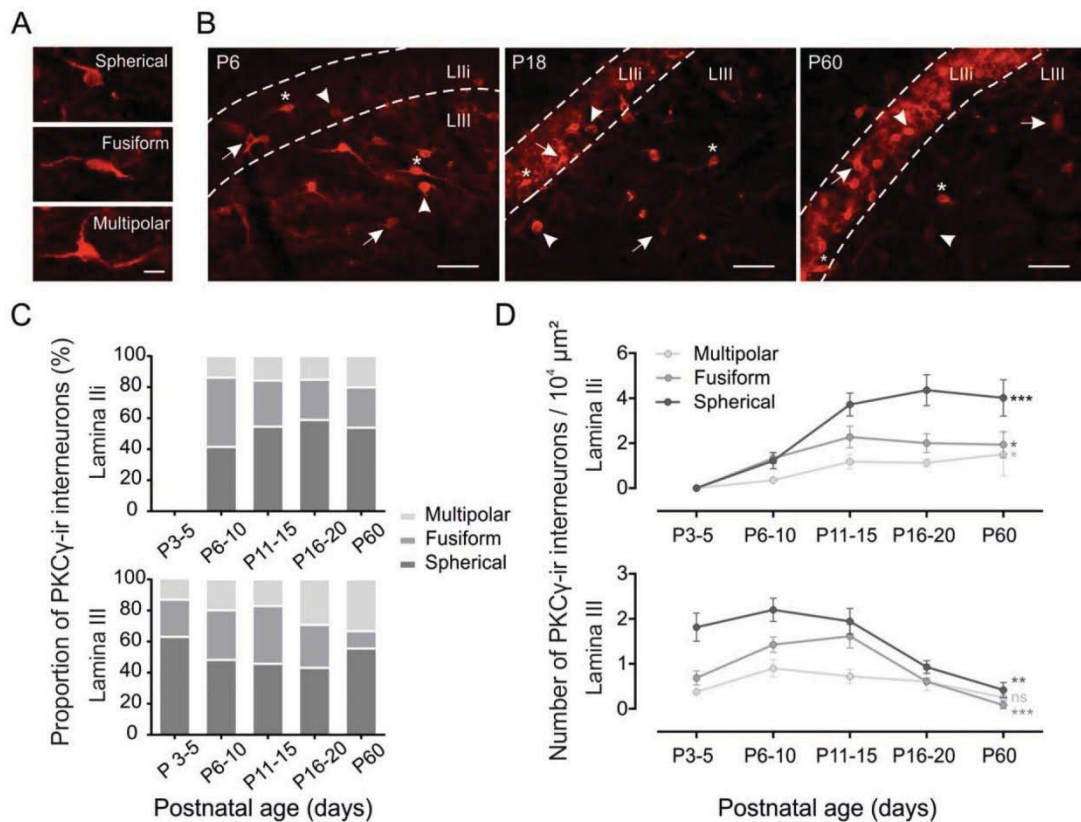 A
Spherical
Fusiform
Multipolar
B
P6
LIIi
LIII
*
*
P18
LIIi
LIII
*
*
P60
LIIi
LIII
*
*
C
Proportion of PKCγ-ir interneurons (%)
Lamina IIi
100
80
60
40
20
0
P3-5
P6-10
P11-15
P16-20
P60
Multipolar
Fusiform
Spherical
Lamina III
100
80
60
40
20
0
P 3-5
P6-10
P11-15
P16-20
P60
Postnatal age (days)
D
Number of PKCγ-ir interneurons / 10⁴ µm²
Lamina IIi
6
4
2
0
Multipolar
Fusiform
Spherical
***
*
*
P3-5
P6-10
P11-15
P16-20
P60
Lamina III
3
2
1
0
**
ns
***
P3-5
P6-10
P11-15
P16-20
P60
Postnatal age (days)